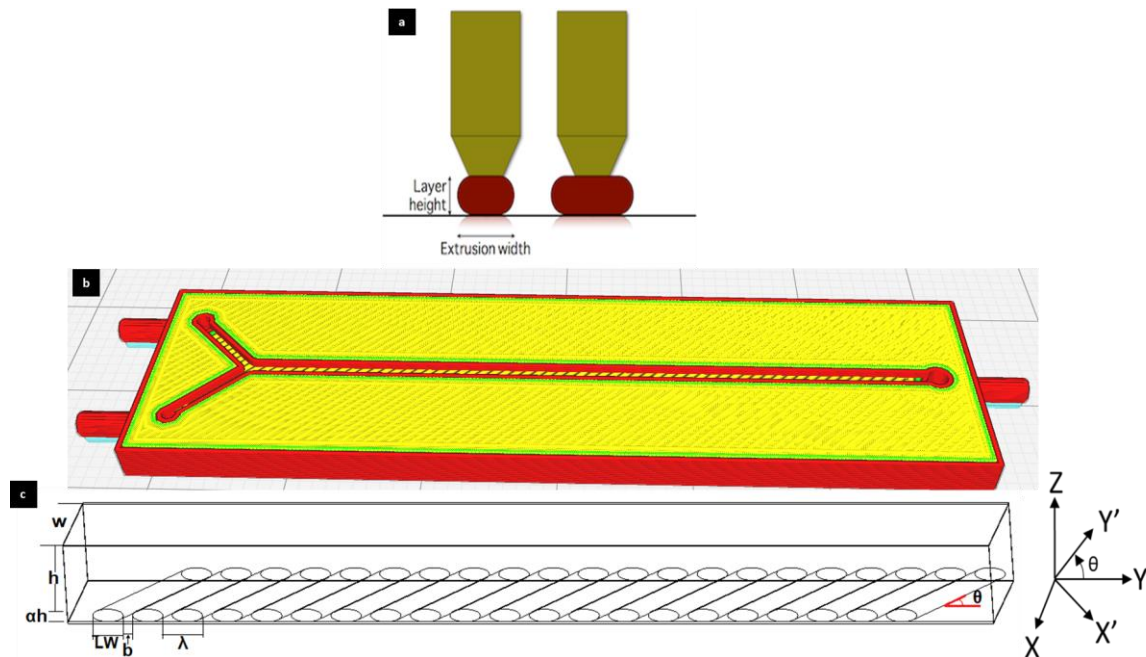 a
Layer
height
Extrusion width
b
c
w
h
αh
LW
b
λ
θ
Z
Y'
θ
Y
X
X'